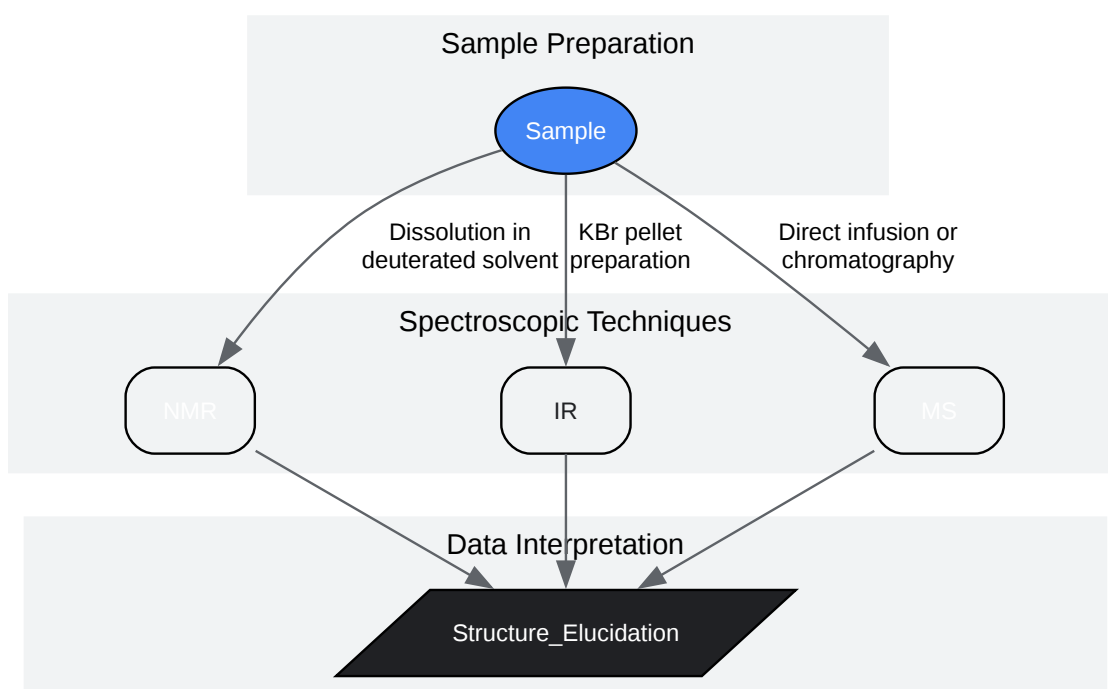 Sample Preparation
Sample
Dissolution in
deuterated solvent
KBr pellet
preparation
Direct infusion or
chromatography
Spectroscopic Techniques
NMR
IR
MS
Data Interpretation
Structure_Elucidation